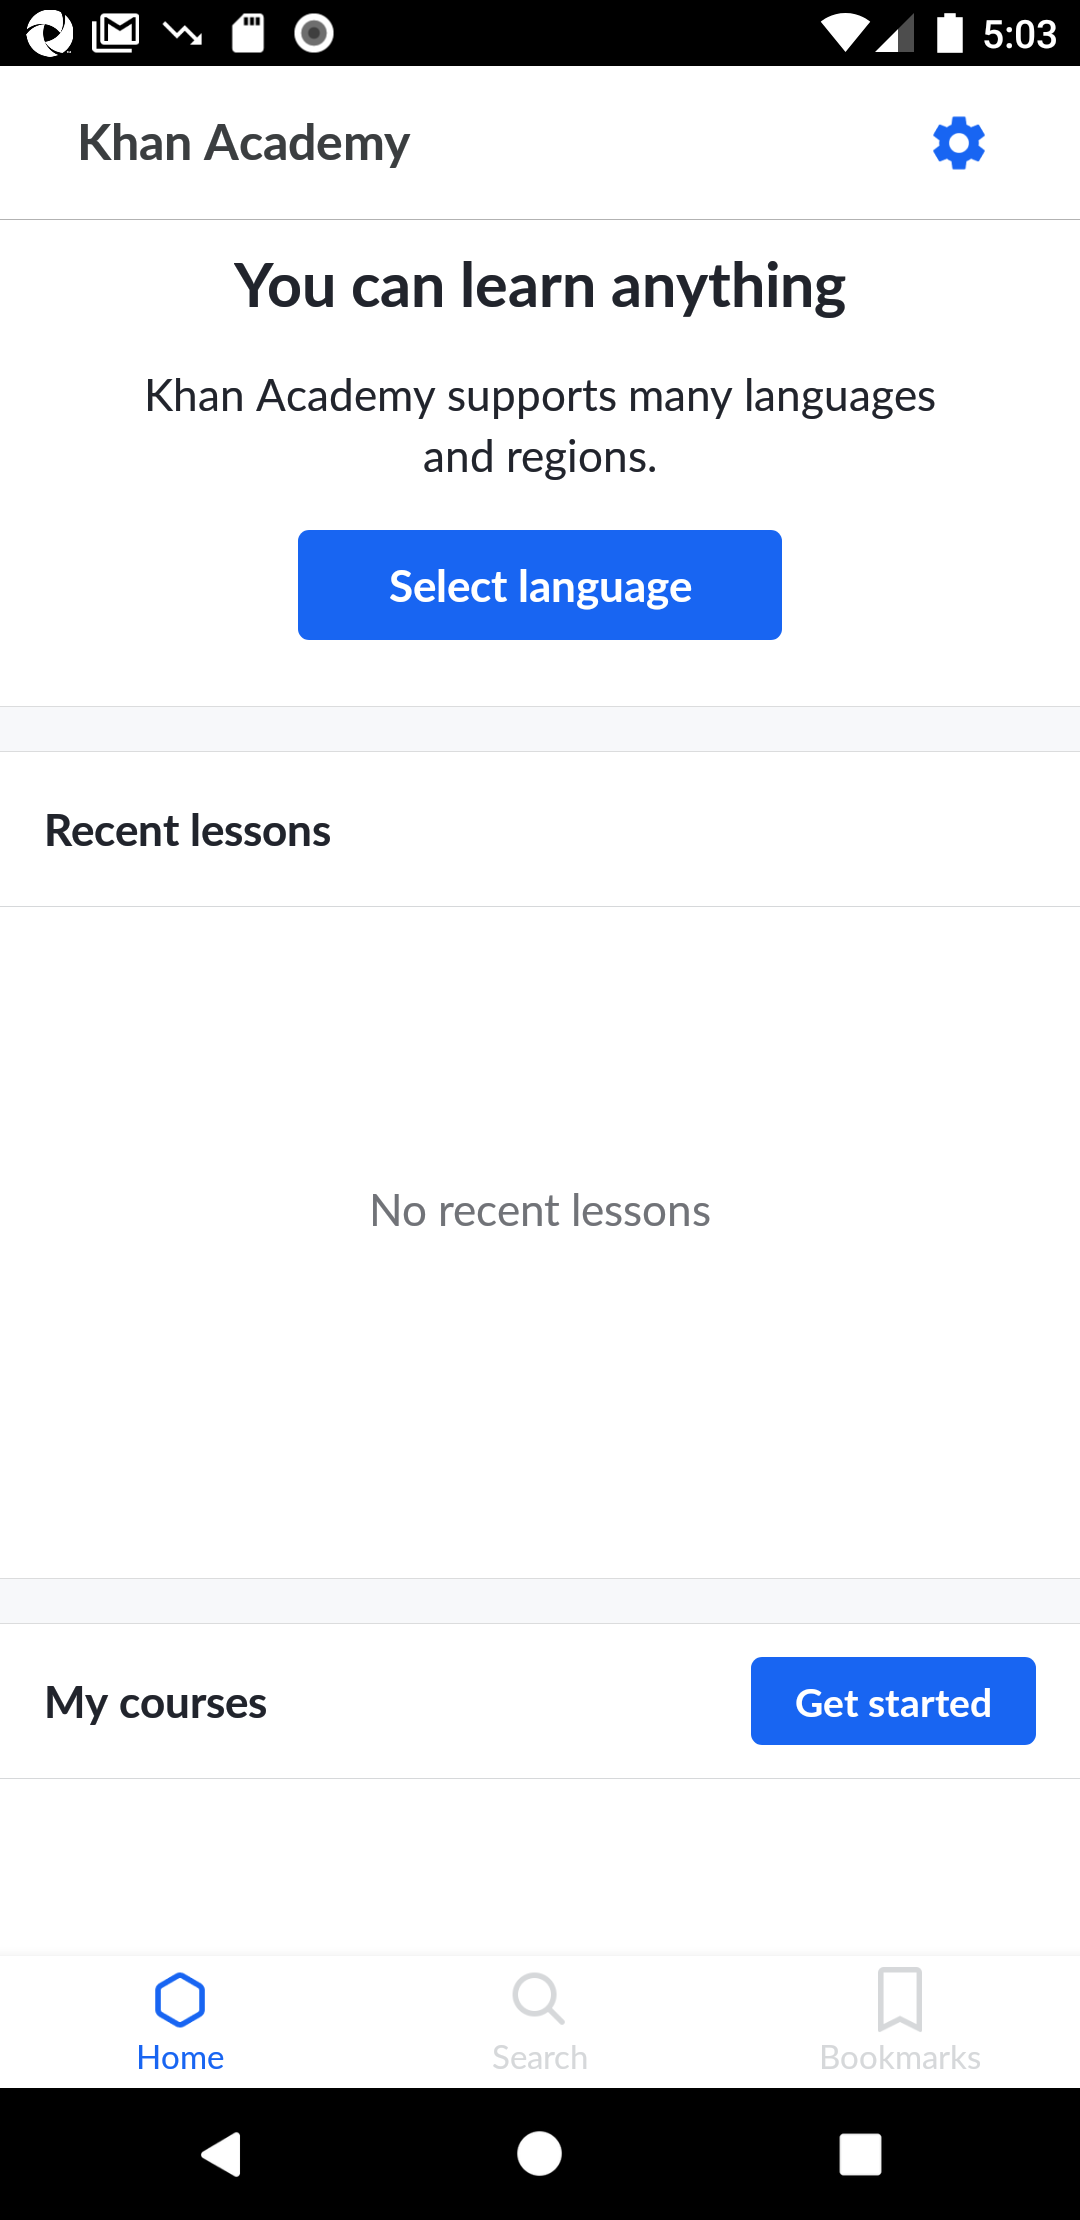 5:03
Khan Academy
You can learn anything
Khan Academy supports many languages
and regions.
Select language
Recent lessons
No recent lessons
My courses
Get started
Home
Search
Bookmarks